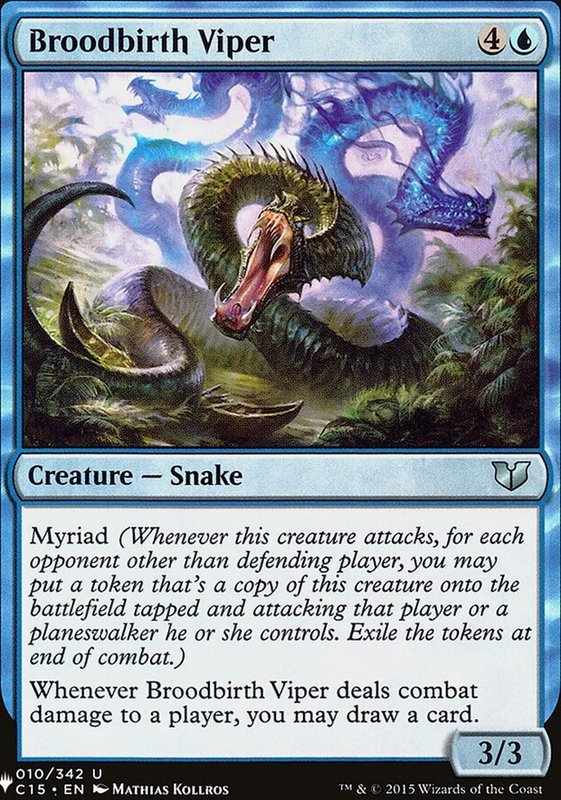 Broodbirth Viper 4
Creature — Snake
Myriad (Whenever this creature attacks, for each
opponent other than defending player, you may
put a token that's a copy of this creature onto the
battlefield tapped and attacking that player or a
planeswalker he or she controls. Exile the tokens at
end of combat.)
Whenever Broodbirth Viper deals combat
damage to a player, you may draw a card.
3/3
010/342 U
C15 • EN Mathias Kollros
™ & © 2015 Wizards of the Coast